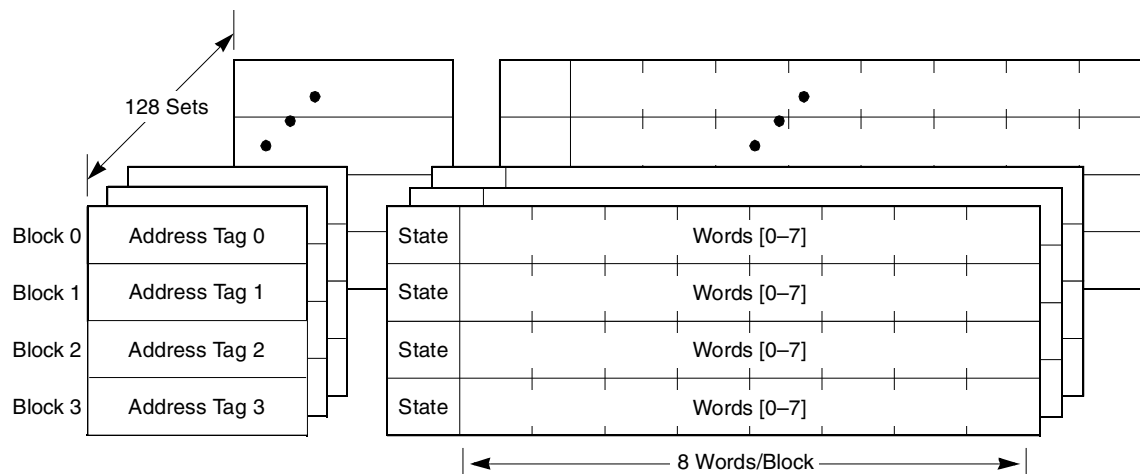 128 Sets
Block 0 Address Tag 0 State Words [0–7]
Block 1 Address Tag 1 State Words [0–7]
Block 2 Address Tag 2 State Words [0–7]
Block 3 Address Tag 3 State Words [0–7]
8 Words/Block